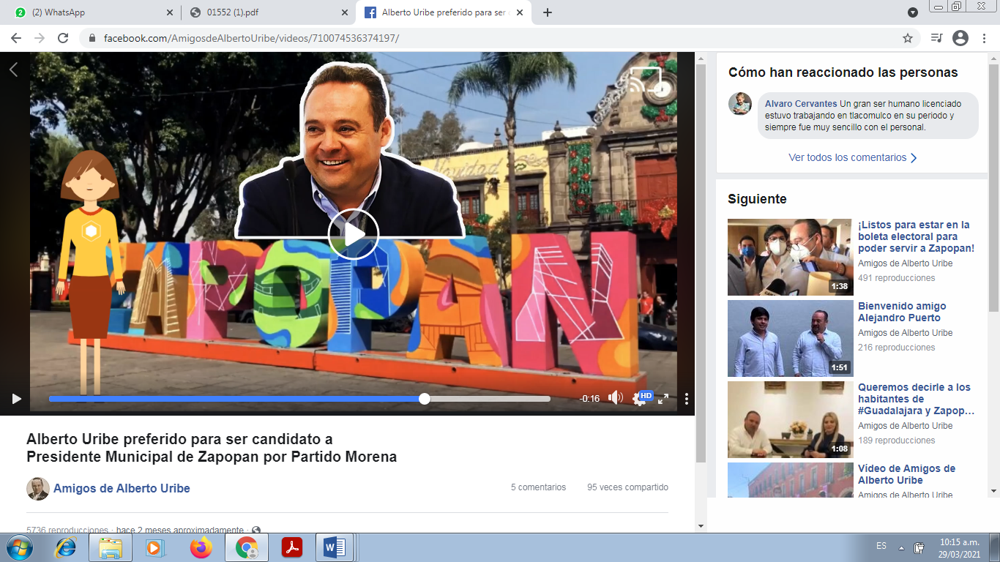 (2) WhatsApp
01552 (1).pdf
Alberto Uribe preferido para ser
facebook.com/AmigosdeAlbertoUribe/videos/710074536374197/
Navidad
ZAPOPAN
-0:16
HD
Alberto Uribe preferido para ser candidato a
Presidente Municipal de Zapopan por Partido Morena
Amigos de Alberto Uribe
5 comentarios
95 veces compartido
5736 reproducciones · hace 2 meses aproximadamente ·
Cómo han reaccionado las personas
Alvaro Cervantes Un gran ser humano licenciado
estuvo trabajando en tlacomulco en su periodo y
siempre fue muy sencillo con el personal.
Ver todos los comentarios
Siguiente
1:38
¡Listos para estar en la
boleta electoral para
poder servir a Zapopan!
Amigos de Alberto Uribe
491 reproducciones
1:51
Bienvenido amigo
Alejandro Puerto
Amigos de Alberto Uribe
216 reproducciones
1:08
Queremos decirle a los
habitantes de
#Guadalajara y Zapop…
Amigos de Alberto Uribe
189 reproducciones
Vídeo de Amigos de
Alberto Uribe
Amigos de Alberto Uribe
ES
10:15 a.m.
29/03/2021